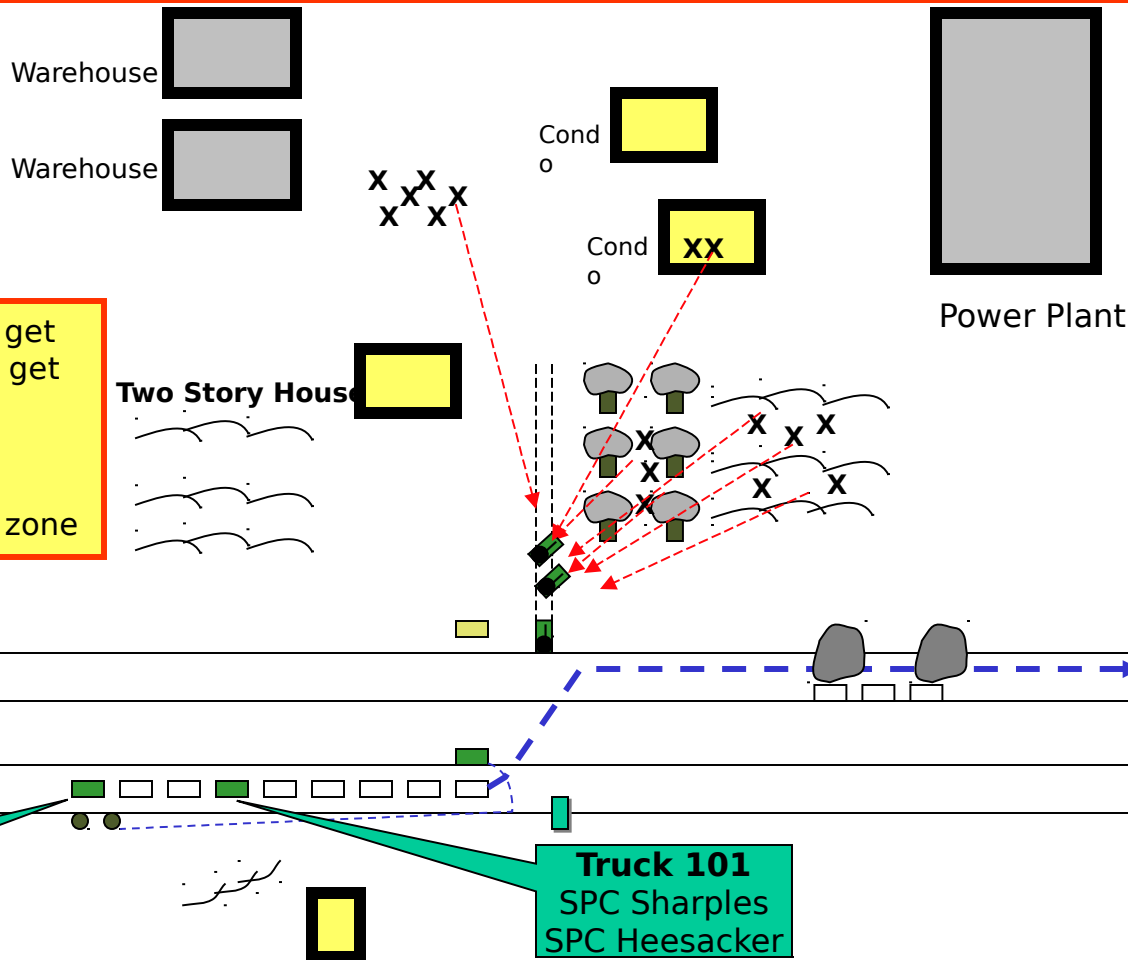 Warehouse
Warehouse
Cond
o
X X
X X
X X
Cond
o
XX
Power Plant
get
get
zone
Two Story House
X
X
X
X
X
X
X
X
Truck 101
SPC Sharples
SPC Heesacker